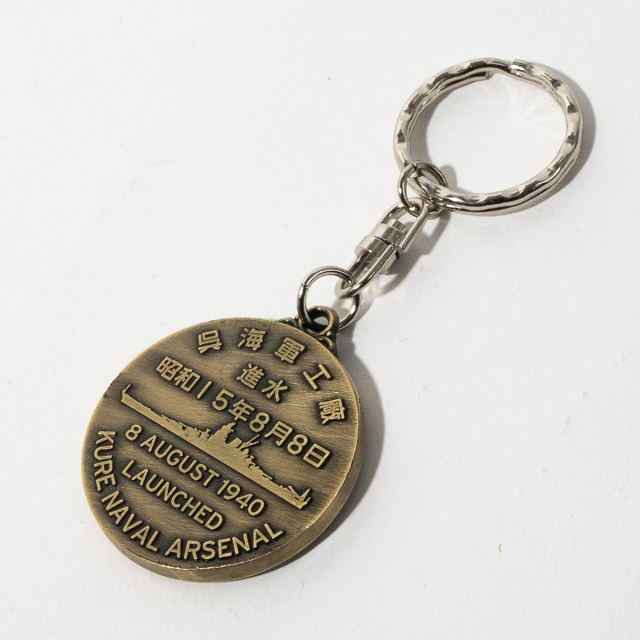 呉海軍工廠
進水
昭和15年8月8日
8 AUGUST 1940
LAUNCHED
KURE NAVAL ARSENAL